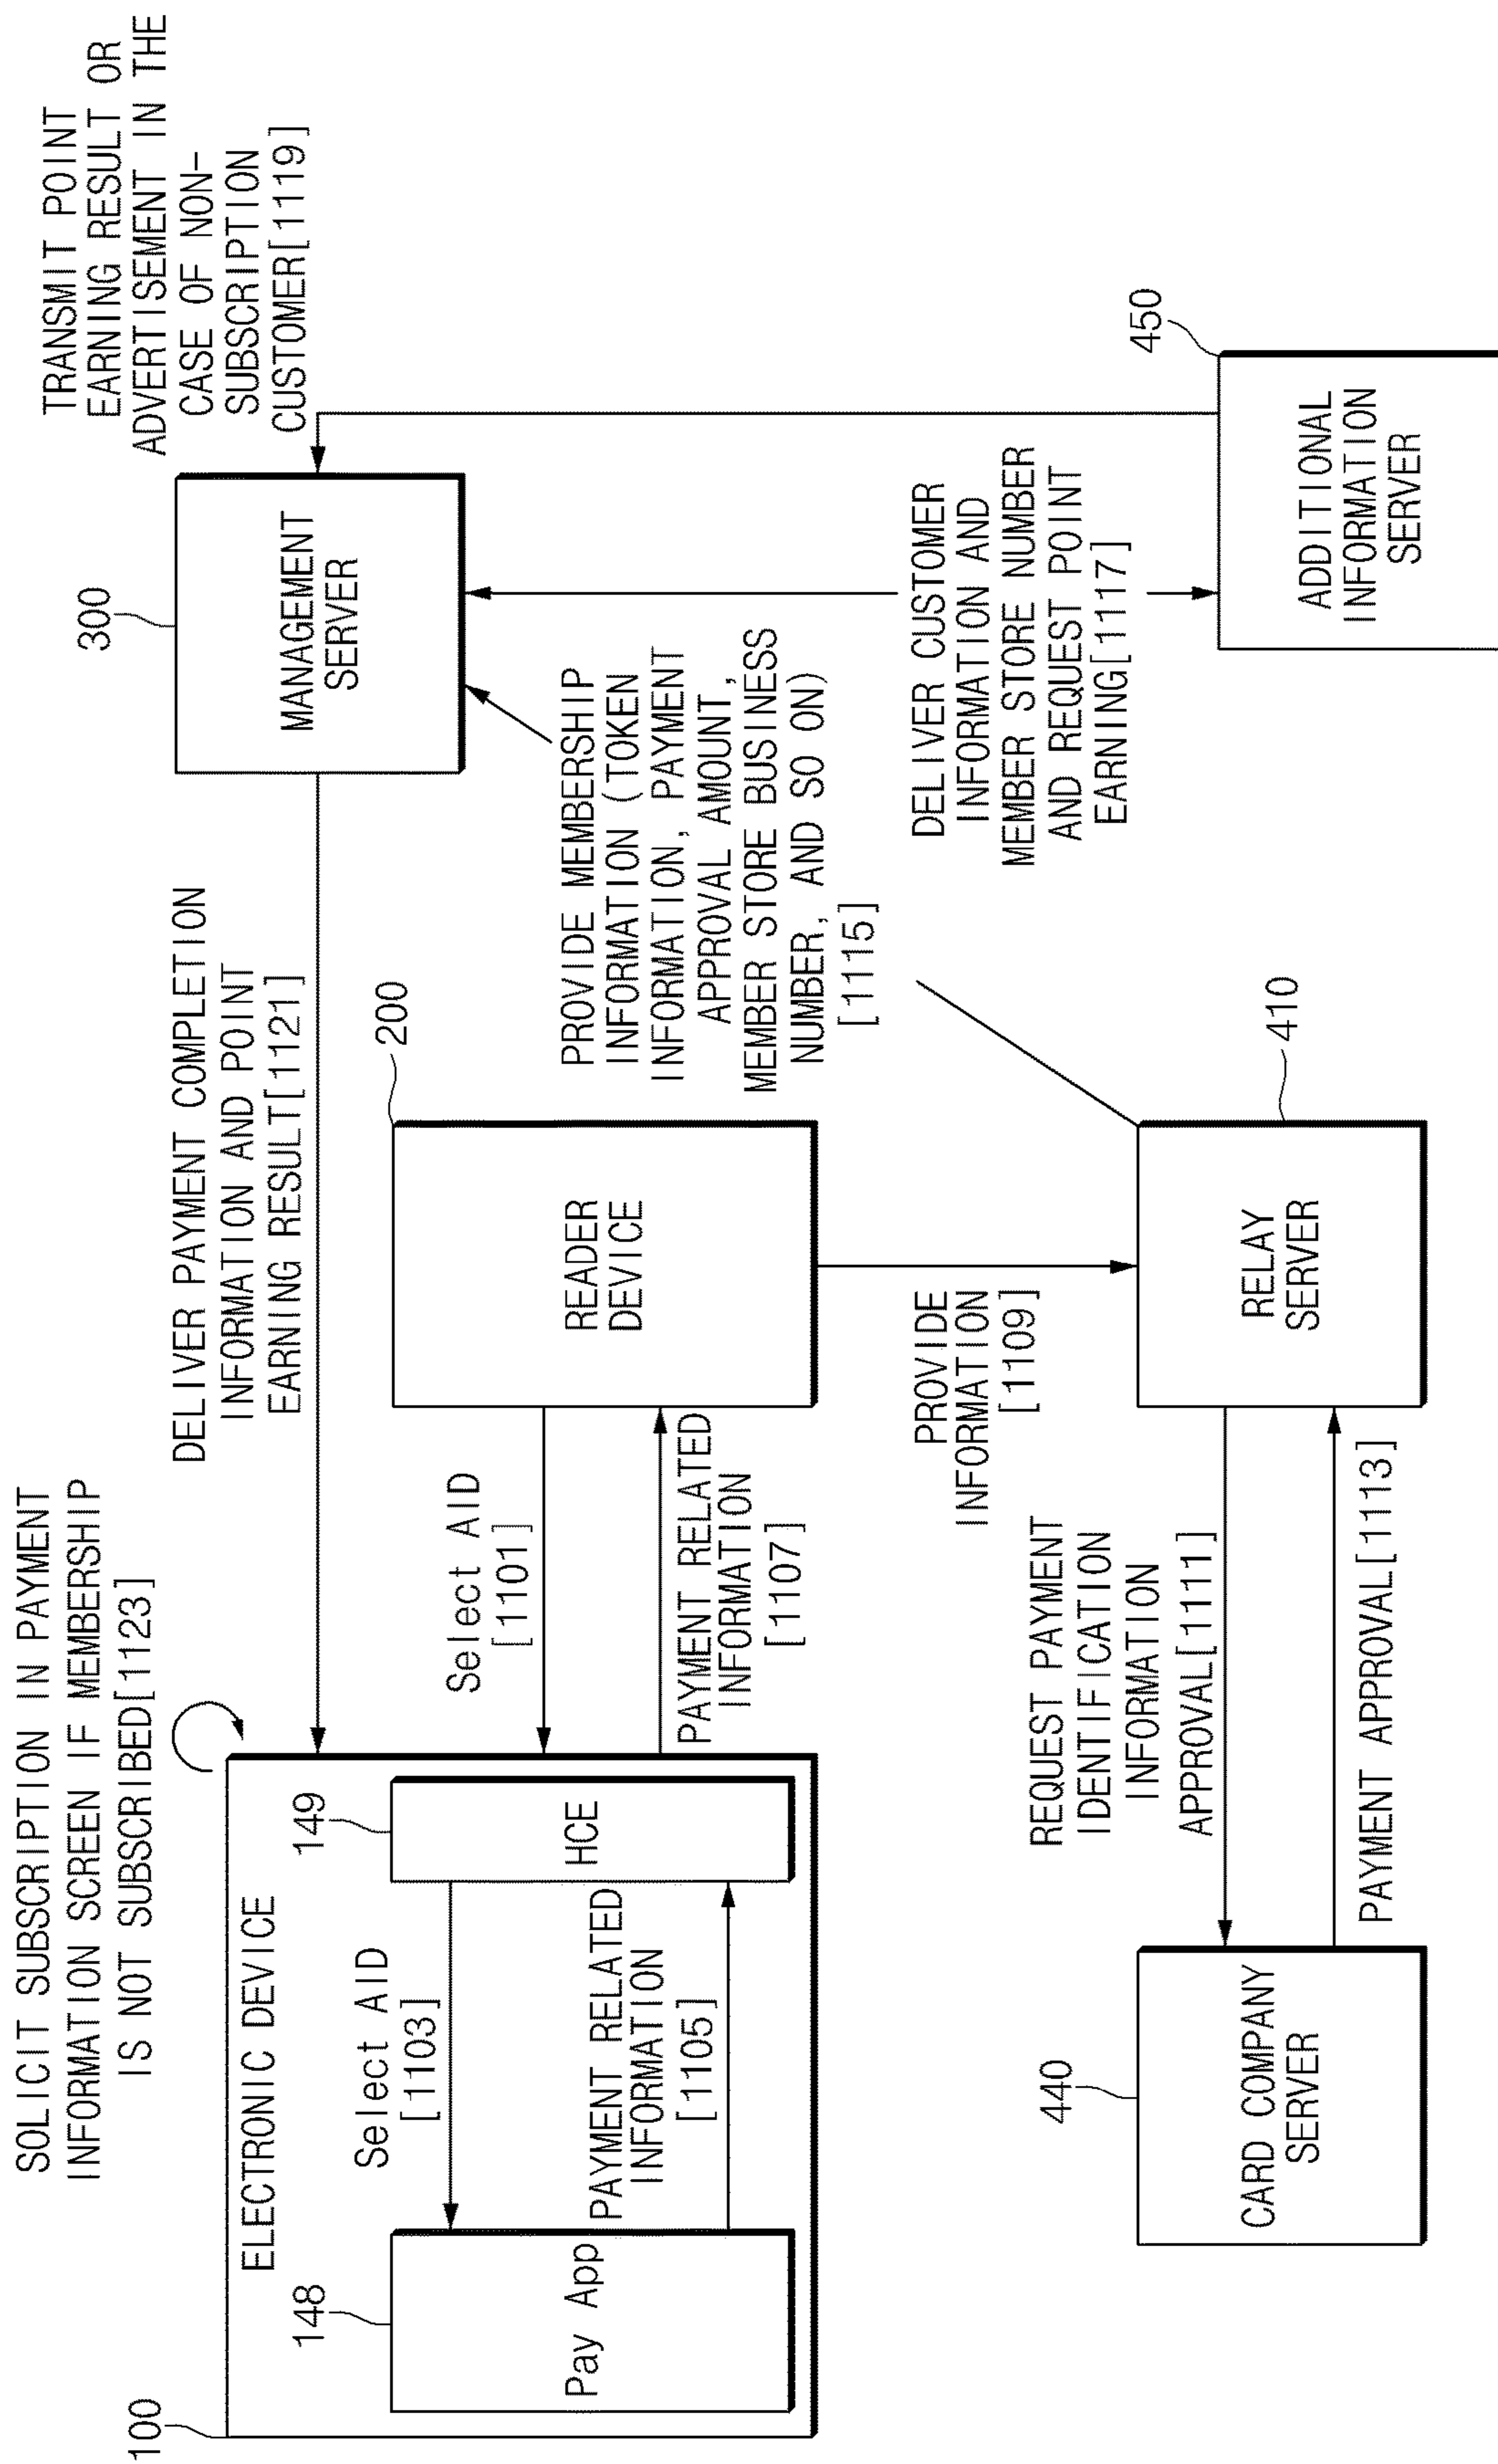 SOLICIT SUBSCRIPTION IN PAYMENT
INFORMATION SCREEN IF MEMBERSHIP
IS NOT SUBSCRIBED[1123]
100
ELECTRONIC DEVICE
148
Pay App
Select AID
[1103]
PAYMENT RELATED
INFORMATION
[1105]
149
HCE
DELIVER PAYMENT COMPLETION
INFORMATION AND POINT
EARNING RESULT[1121]
Select AID
[1101]
PAYMENT RELATED
INFORMATION
[1107]
200
READER
DEVICE
300
MANAGEMENT
SERVER
TRANSMIT POINT
EARNING RESULT OR
ADVERTISEMENT IN THE
CASE OF NON-
SUBSCRIPTION
CUSTOMER[1119]
PROVIDE MEMBERSHIP
INFORMATION (TOKEN
INFORMATION, PAYMENT
APPROVAL AMOUNT,
MEMBER STORE BUSINESS
NUMBER, AND SO ON)
[1115]
PROVIDE
INFORMATION
[1109]
DELIVER CUSTOMER
INFORMATION AND
MEMBER STORE NUMBER
AND REQUEST POINT
EARNING[1117]
440
CARD COMPANY
SERVER
REQUEST PAYMENT
IDENTIFICATION
INFORMATION
APPROVAL[1111]
PAYMENT APPROVAL[1113]
410
RELAY
SERVER
450
ADDITIONAL
INFORMATION
SERVER